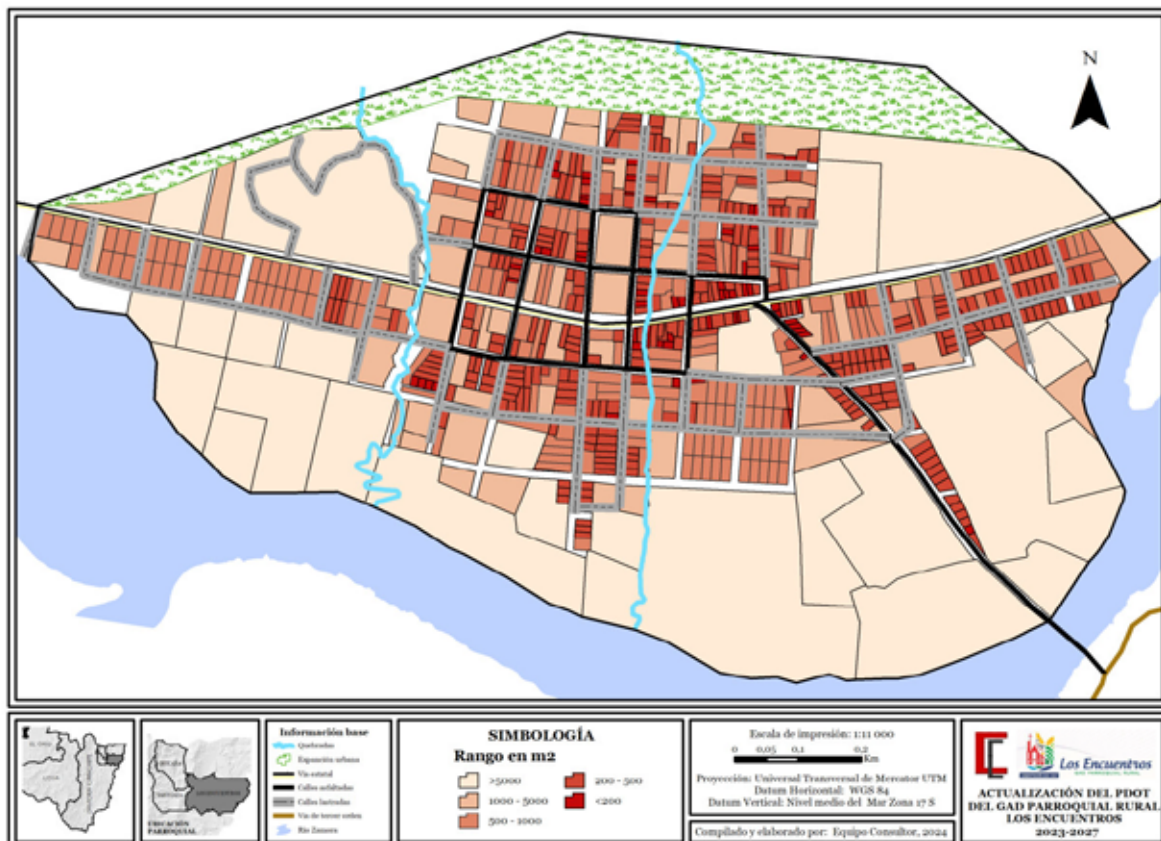 N
UBICACIÓN
PARROQUIAL
Información base
Quebradas
Expansión urbana
Vía estatal
Calles asfaltadas
Calles lastradas
Vía de tercer orden
Río Zamora
SIMBOLOGÍA
Rango en m2
>5000
1000 - 5000
500 - 1000
200 - 500
<200
Escala de impresión: 1:11 000
0 0,05 0,1 0,2
Km
Proyección: Universal Transversal de Mercator UTM
Datum Horizontal: WGS 84
Datum Vertical: Nivel medio del Mar Zona 17 S
Compilado y elaborado por: Equipo Consultor, 2024
Los Encuentros
GAD PARROQUIAL RURAL
ACTUALIZACIÓN DEL PDOT
DEL GAD PARROQUIAL RURAL
LOS ENCUENTROS
2023-2027